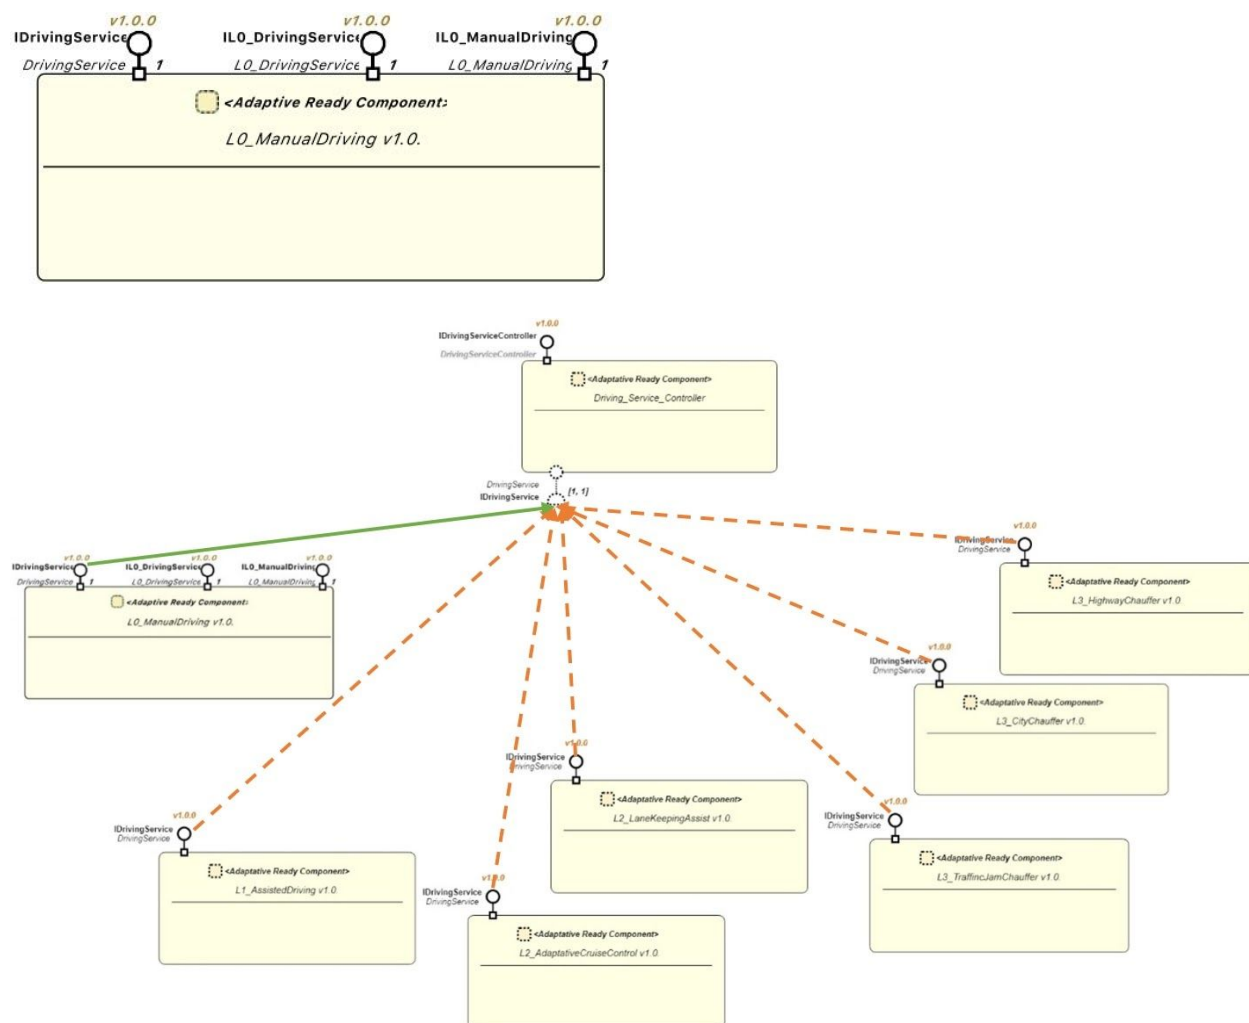 v1.0.0 v1.0.0 v1.0.0
IDrivingService IL0_DrivingService IL0_ManualDriving
DrivingService 1 L0_DrivingService 1 L0_ManualDriving 1
<Adaptive Ready Component>
L0_ManualDriving v1.0.
v1.0.0
IDrivingServiceController
DrivingServiceController
<Adaptative Ready Component>
Driving_Service_Controller
DrivingService
IDrivingService [1, 1]
v1.0.0 v1.0.0 v1.0.0
IDrivingService IL0_DrivingService IL0_ManualDriving
DrivingService 1 L0_DrivingService 1 L0_ManualDriving 1
<Adaptive Ready Component>
L0_ManualDriving v1.0.
v1.0.0
IDrivingService
DrivingService
<Adaptative Ready Component>
L3_HighwayChauffer v1.0
v1.0.0
IDrivingService
DrivingService
<Adaptative Ready Component>
L3_CityChauffer v1.0.
v1.0.0
IDrivingService
DrivingService
<Adaptative Ready Component>
L2_LaneKeepingAssist v1.0.
v1.0.0
IDrivingService
DrivingService
<Adaptative Ready Component>
L3_TraffincJamChauffer v1.0.
v1.0.0
IDrivingService
DrivingService
<Adaptative Ready Component>
L1_AssistedDriving v1.0.
v1.0.0
IDrivingService
DrivingService
<Adaptative Ready Component>
L2_AdaptativeCruiseControl v1.0.